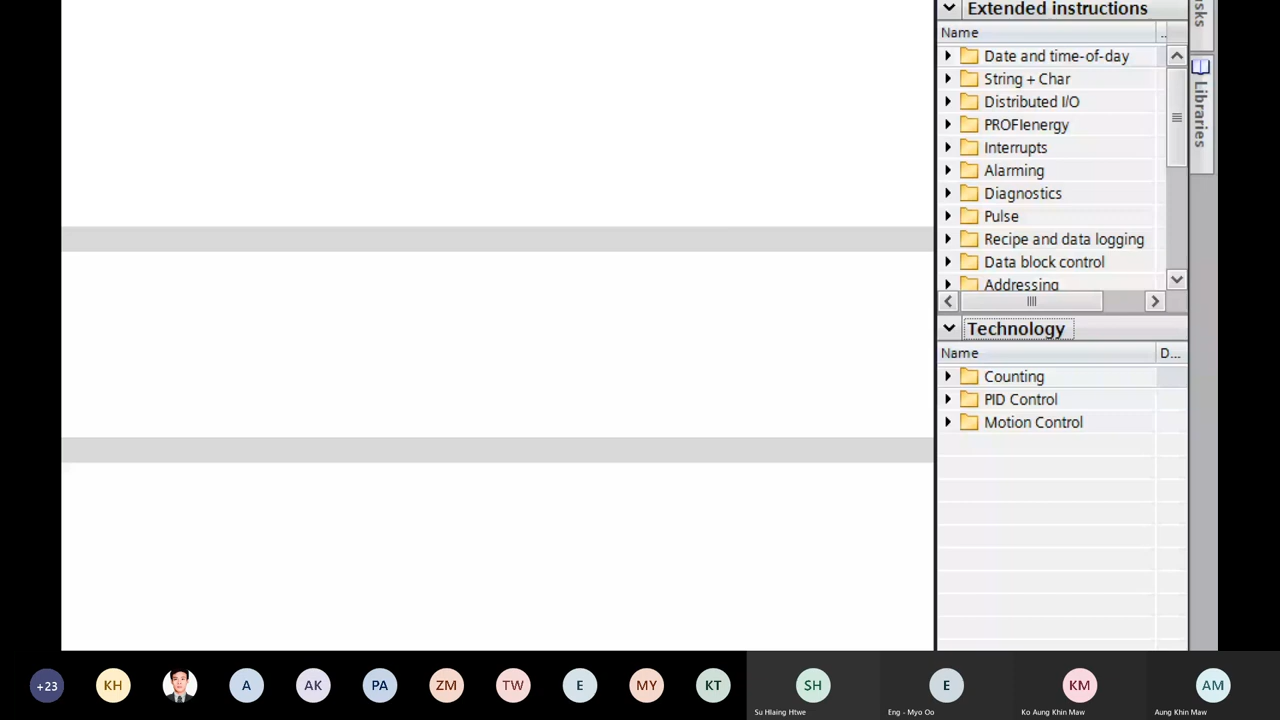 Extended instructions
Name ..
Date and time-of-day
String + Char
Distributed I/O
PROFIenergy
Interrupts
Alarming
Diagnostics
Pulse
Recipe and data logging
Data block control
Addressing
Technology
Name D...
Counting
PID Control
Motion Control
Libraries
+23
KH
A
AK
PA
ZM
TW
E
MY
KT
SH
Su Hlaing Htwe
E
Eng - Myo Oo
KM
Ko Aung Khin Maw
AM
Aung Khin Maw